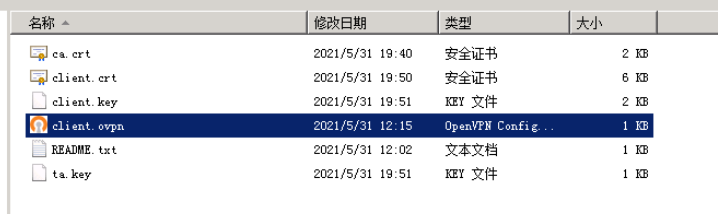 名称 修改日期 类型 大小
ca.crt 2021/5/31 19:40 安全证书 2 KB
client.crt 2021/5/31 19:50 安全证书 6 KB
client.key 2021/5/31 19:51 KEY 文件 2 KB
client.ovpn 2021/5/31 12:15 OpenVPN Config... 1 KB
README.txt 2021/5/31 12:02 文本文档 1 KB
ta.key 2021/5/31 19:51 KEY 文件 1 KB